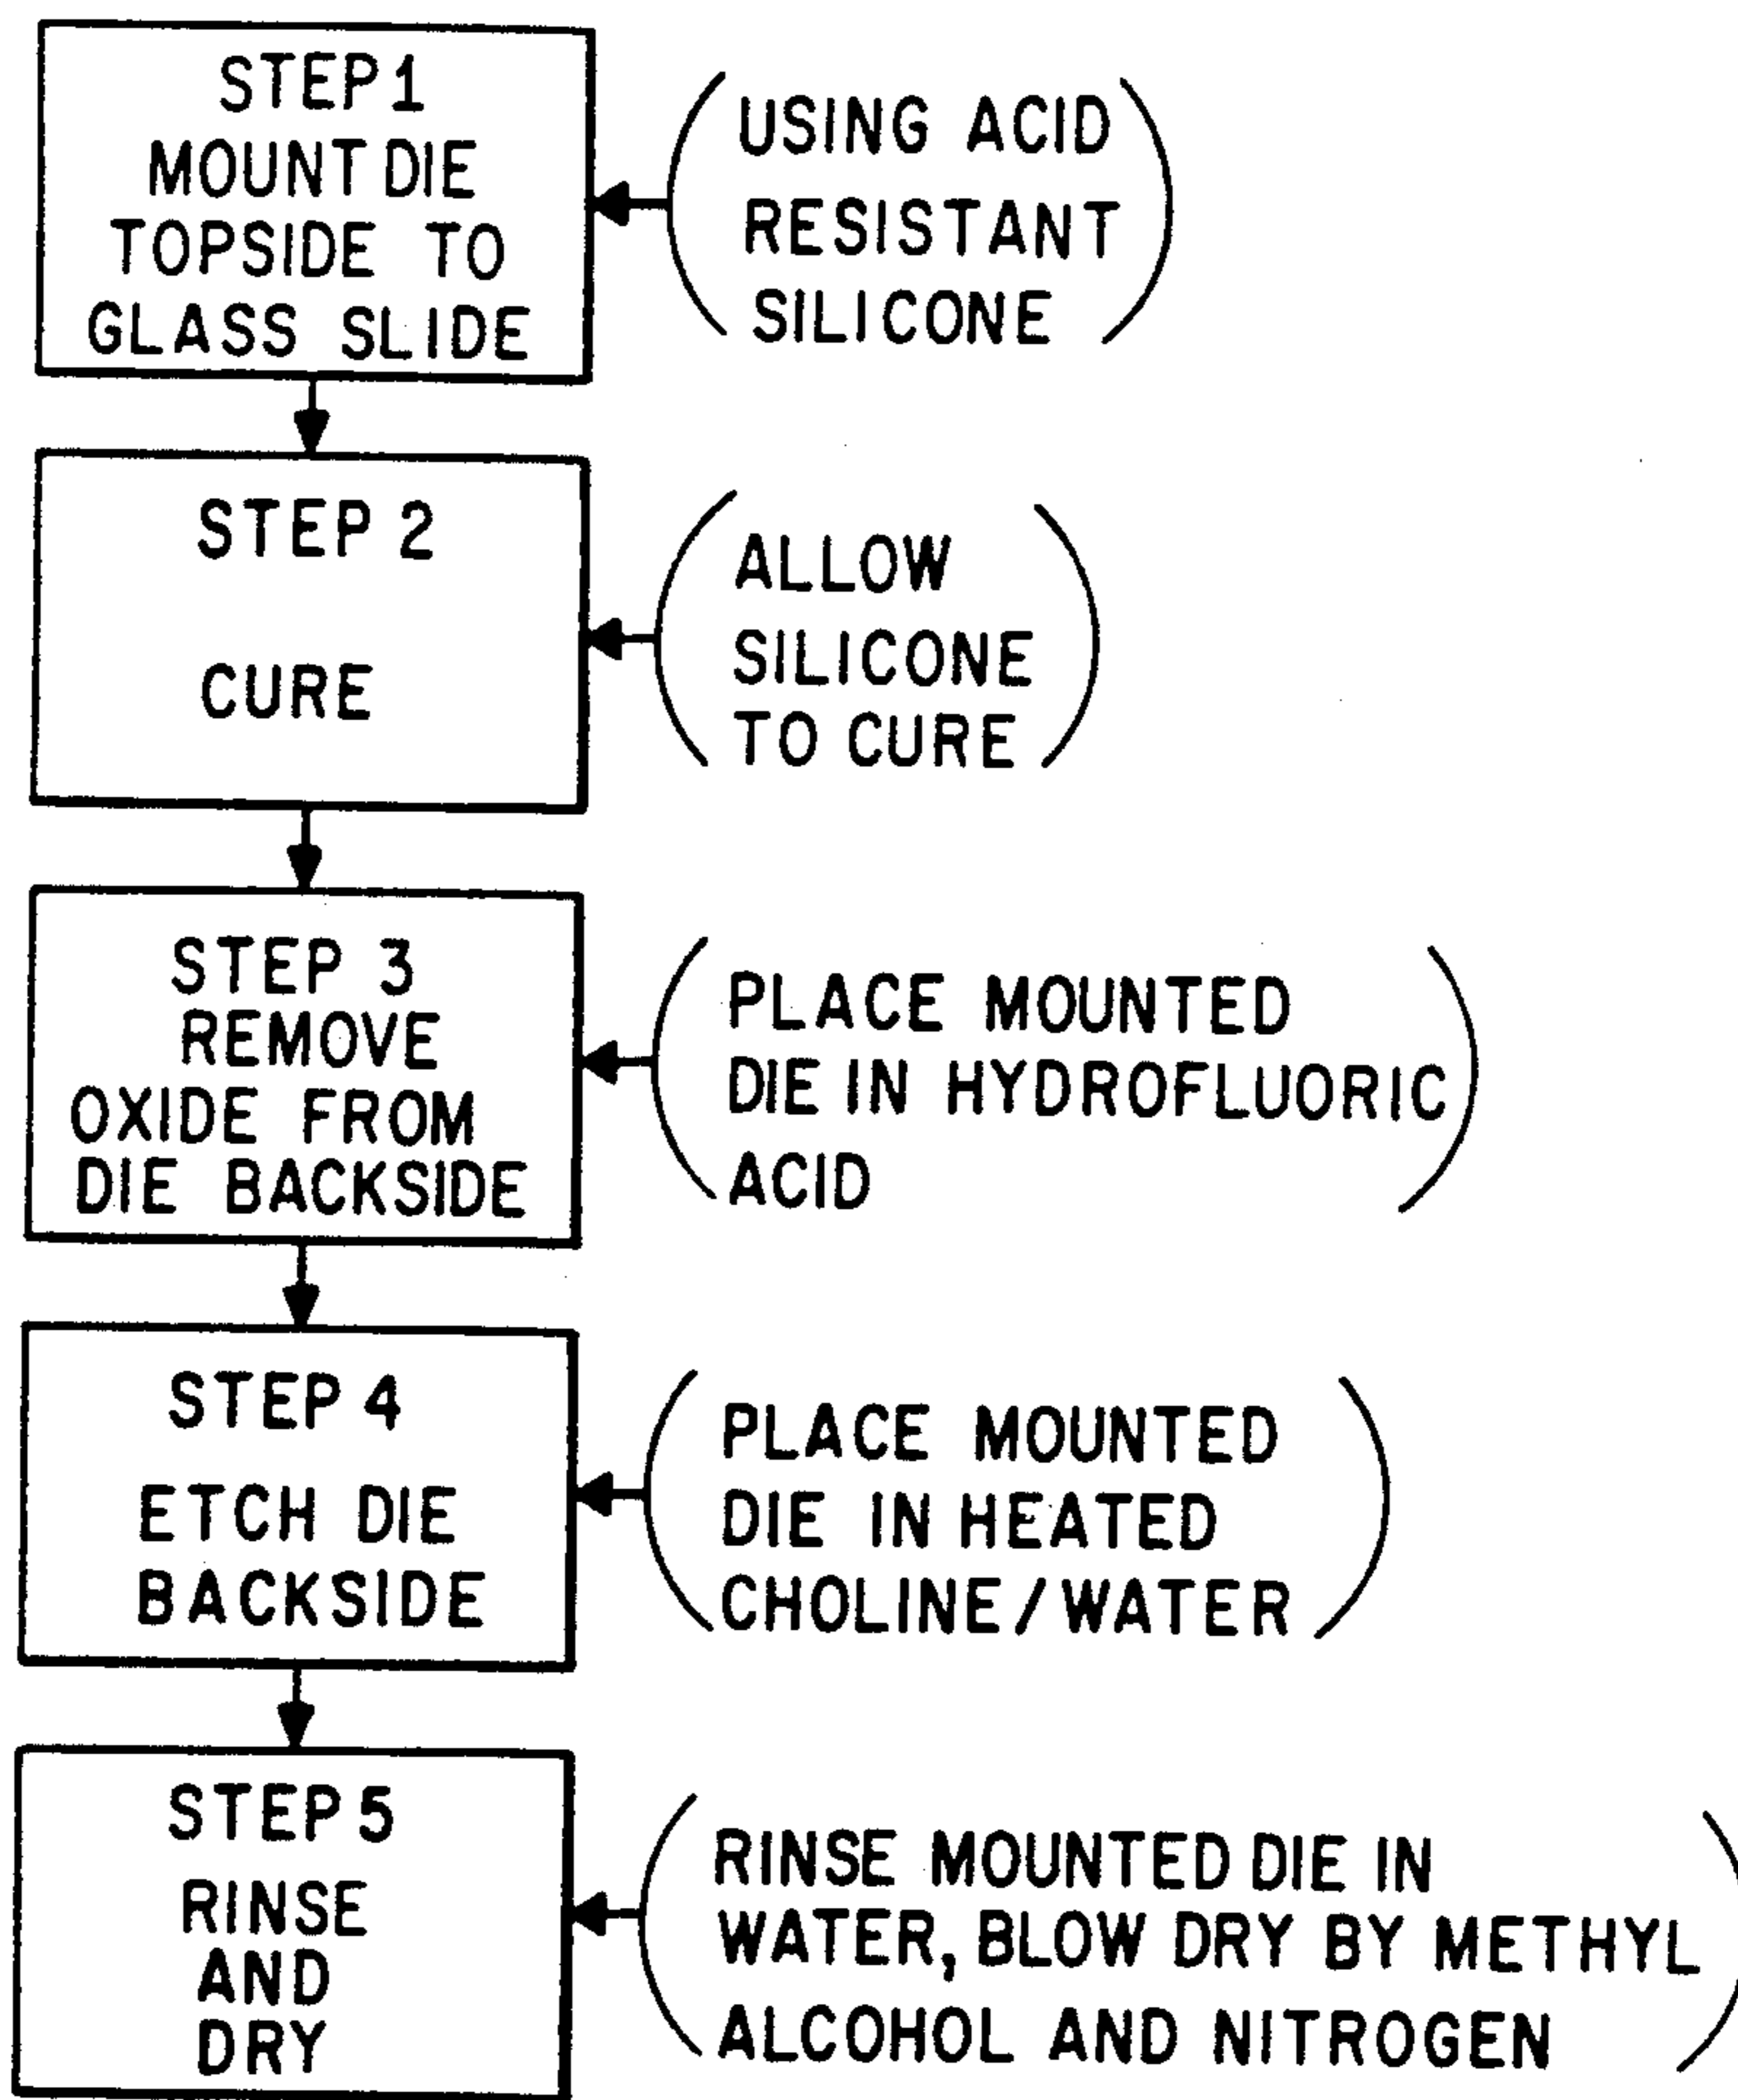 STEP 1
MOUNT DIE
TOPSIDE TO
GLASS SLIDE
USING ACID
RESISTANT
SILICONE
STEP 2
CURE
ALLOW
SILICONE
TO CURE
STEP 3
REMOVE
OXIDE FROM
DIE BACKSIDE
PLACE MOUNTED
DIE IN HYDROFLUORIC
ACID
STEP 4
ETCH DIE
BACKSIDE
PLACE MOUNTED
DIE IN HEATED
CHOLINE/WATER
STEP 5
RINSE
AND
DRY
RINSE MOUNTED DIE IN
WATER, BLOW DRY BY METHYL
ALCOHOL AND NITROGEN